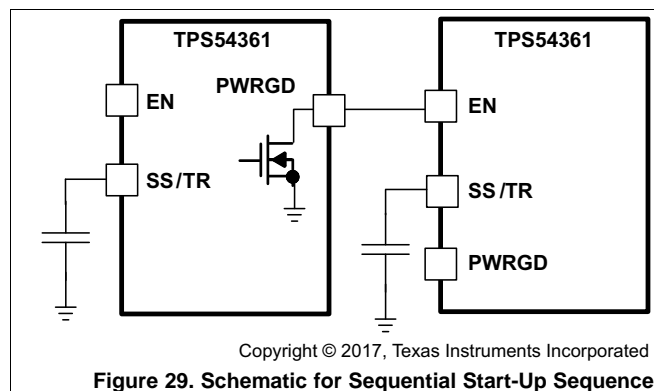 TPS54361
EN
PWRGD
SS/TR
TPS54361
EN
SS/TR
PWRGD
Copyright © 2017, Texas Instruments Incorporated
Figure 29. Schematic for Sequential Start-Up Sequence